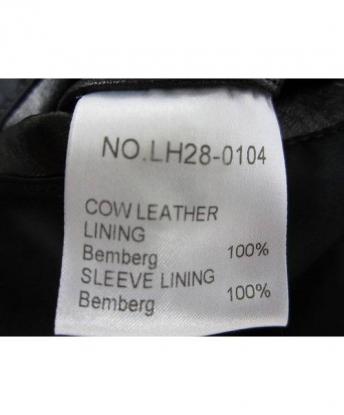 NO.LH28-0104
COW LEATHER
LINING
Bemberg 100%
SLEEVE LINING
Bemberg 100%